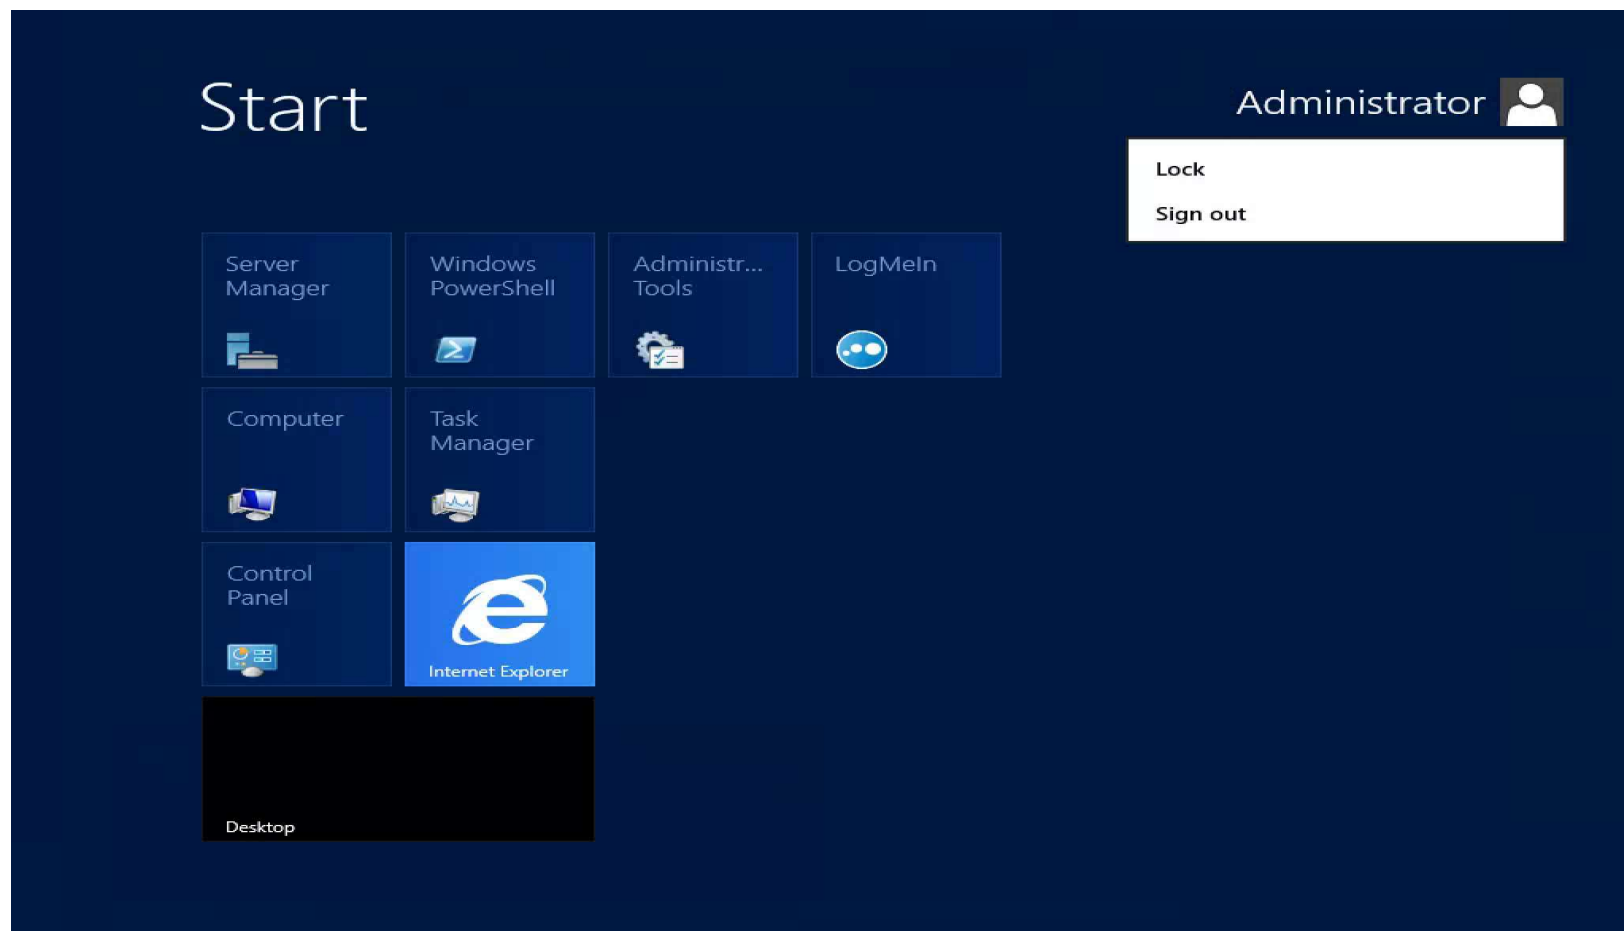 Start
Administrator
Lock
Sign out
Server
Manager
Windows
PowerShell
Administr...
Tools
LogMeIn
Computer
Task
Manager
Control
Panel
Internet Explorer
Desktop